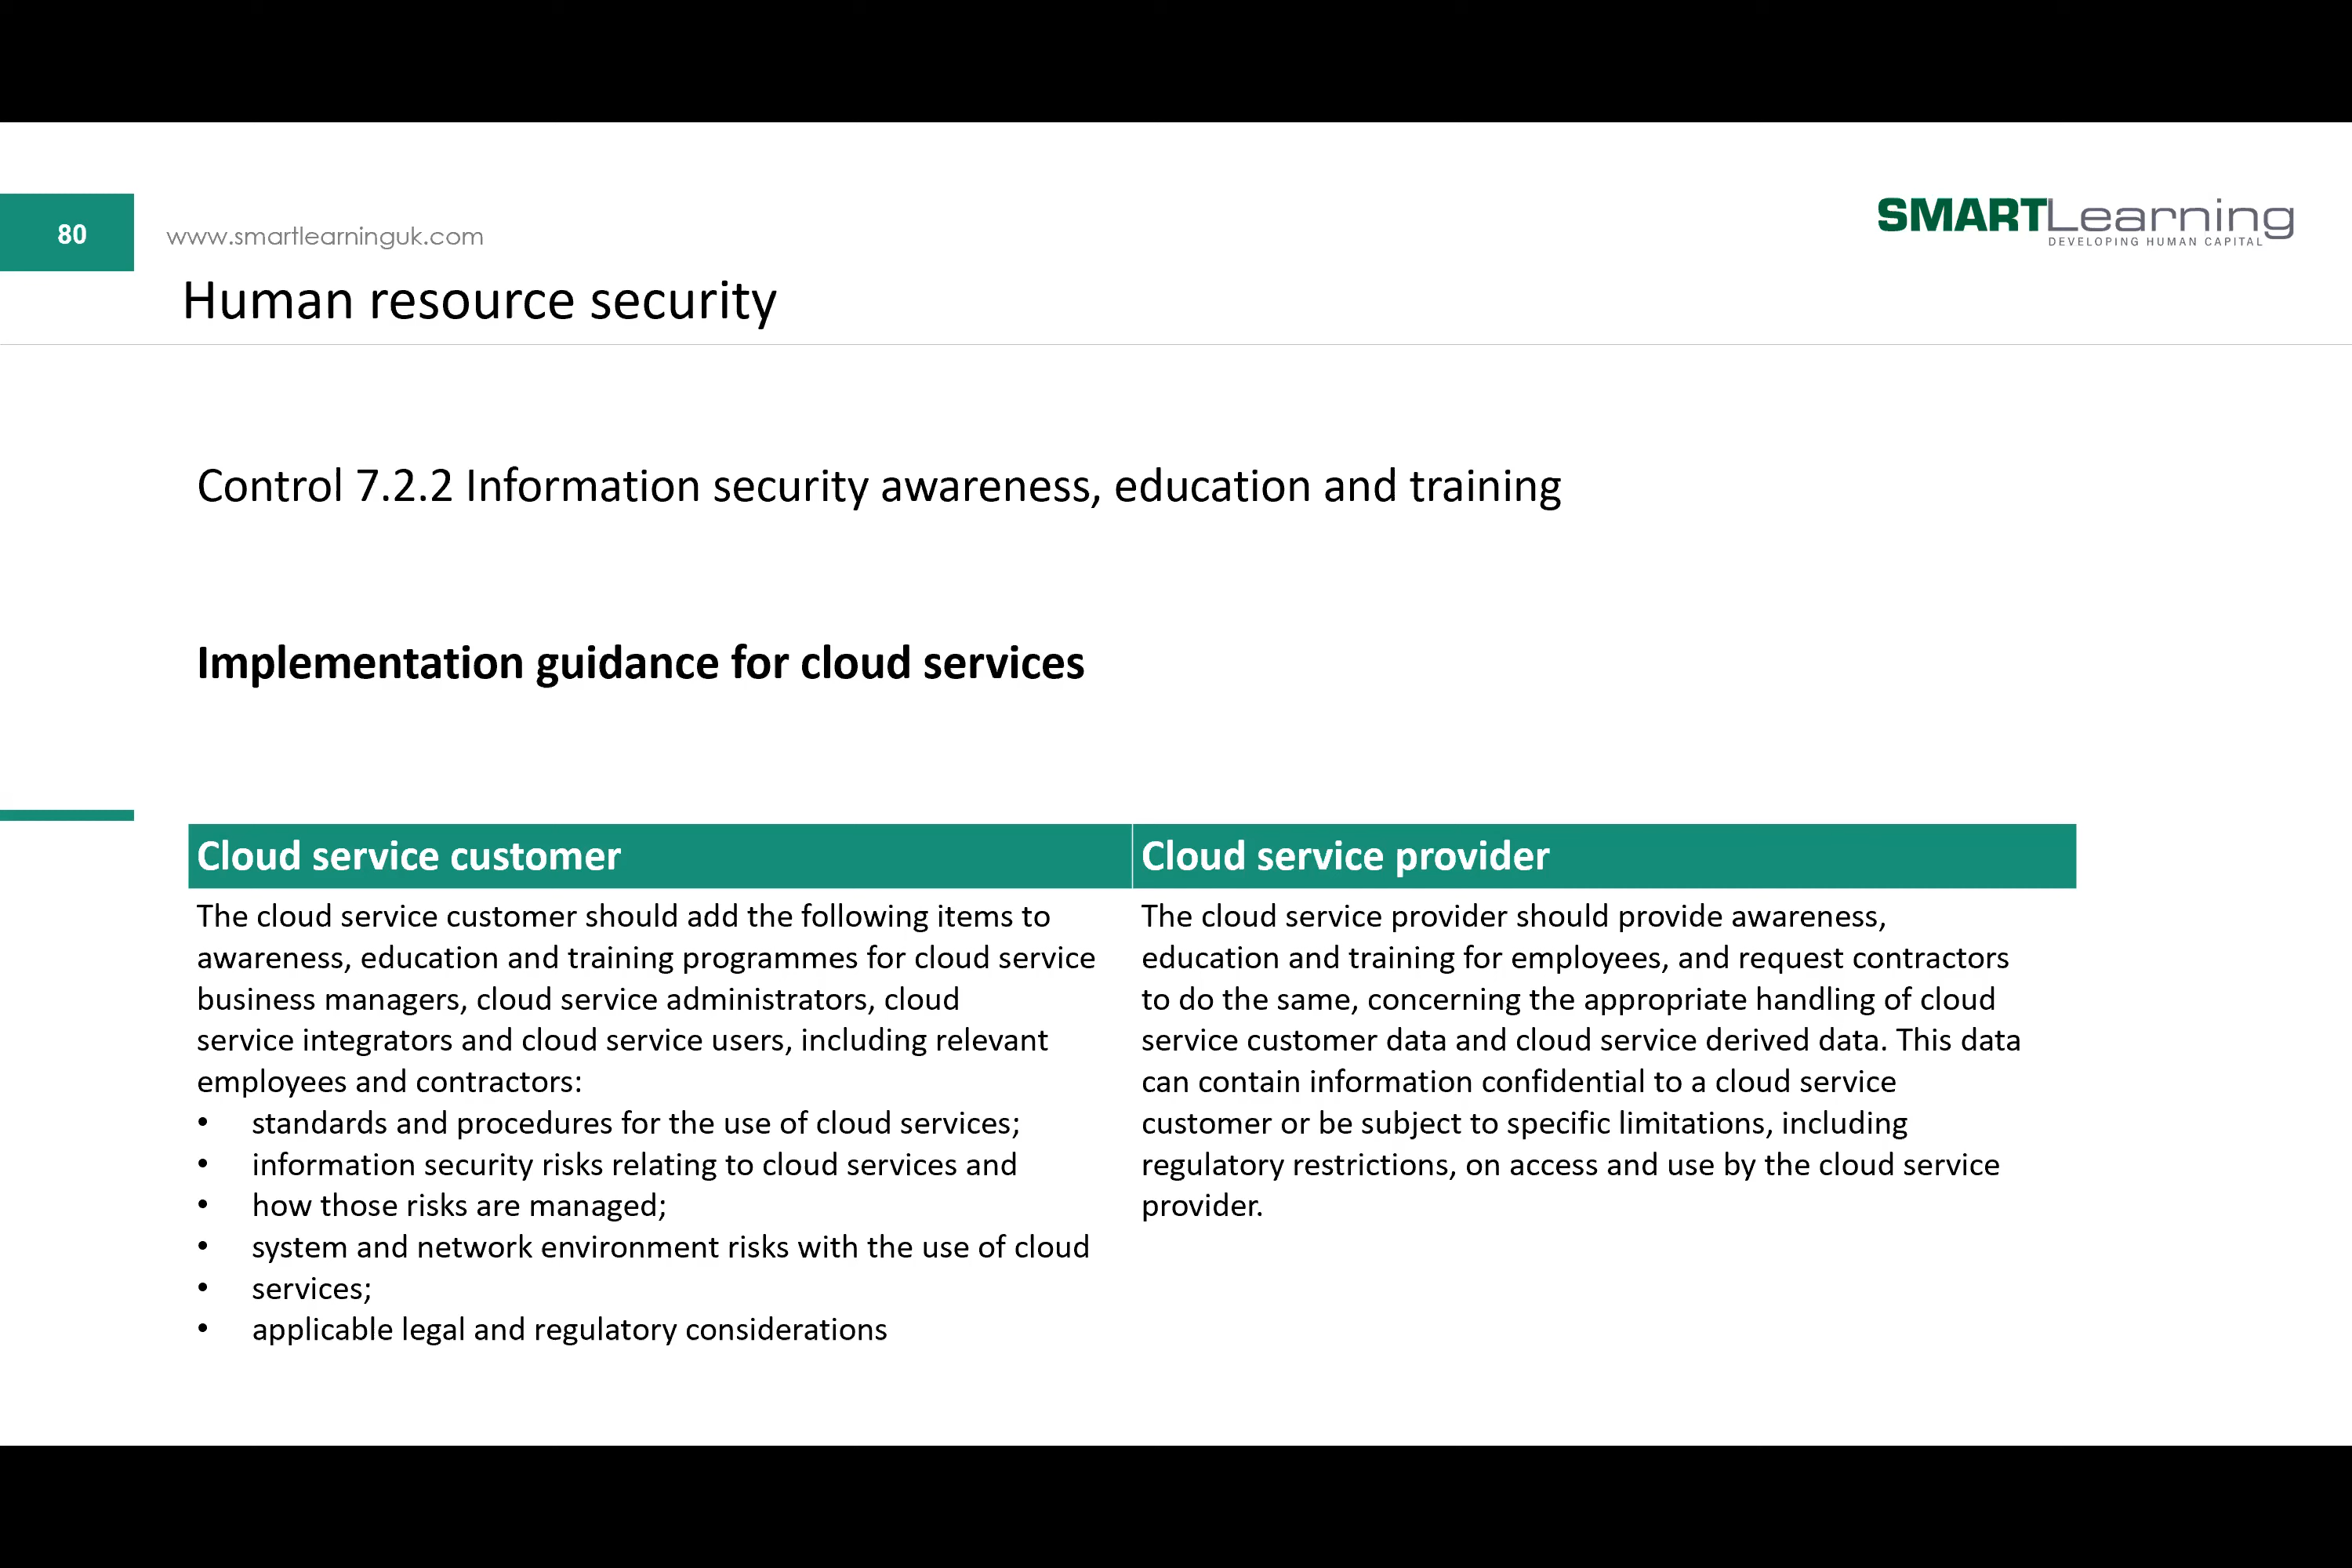 80
www.smartlearninguk.com
SMARTLearning
DEVELOPING HUMAN CAPITAL
Human resource security
Control 7.2.2 Information security awareness, education and training
Implementation guidance for cloud services
Cloud service customer
The cloud service customer should add the following items to
awareness, education and training programmes for cloud service
business managers, cloud service administrators, cloud
service integrators and cloud service users, including relevant
employees and contractors:
• standards and procedures for the use of cloud services;
• information security risks relating to cloud services and
• how those risks are managed;
• system and network environment risks with the use of cloud
• services;
• applicable legal and regulatory considerations
Cloud service provider
The cloud service provider should provide awareness,
education and training for employees, and request contractors
to do the same, concerning the appropriate handling of cloud
service customer data and cloud service derived data. This data
can contain information confidential to a cloud service
customer or be subject to specific limitations, including
regulatory restrictions, on access and use by the cloud service
provider.